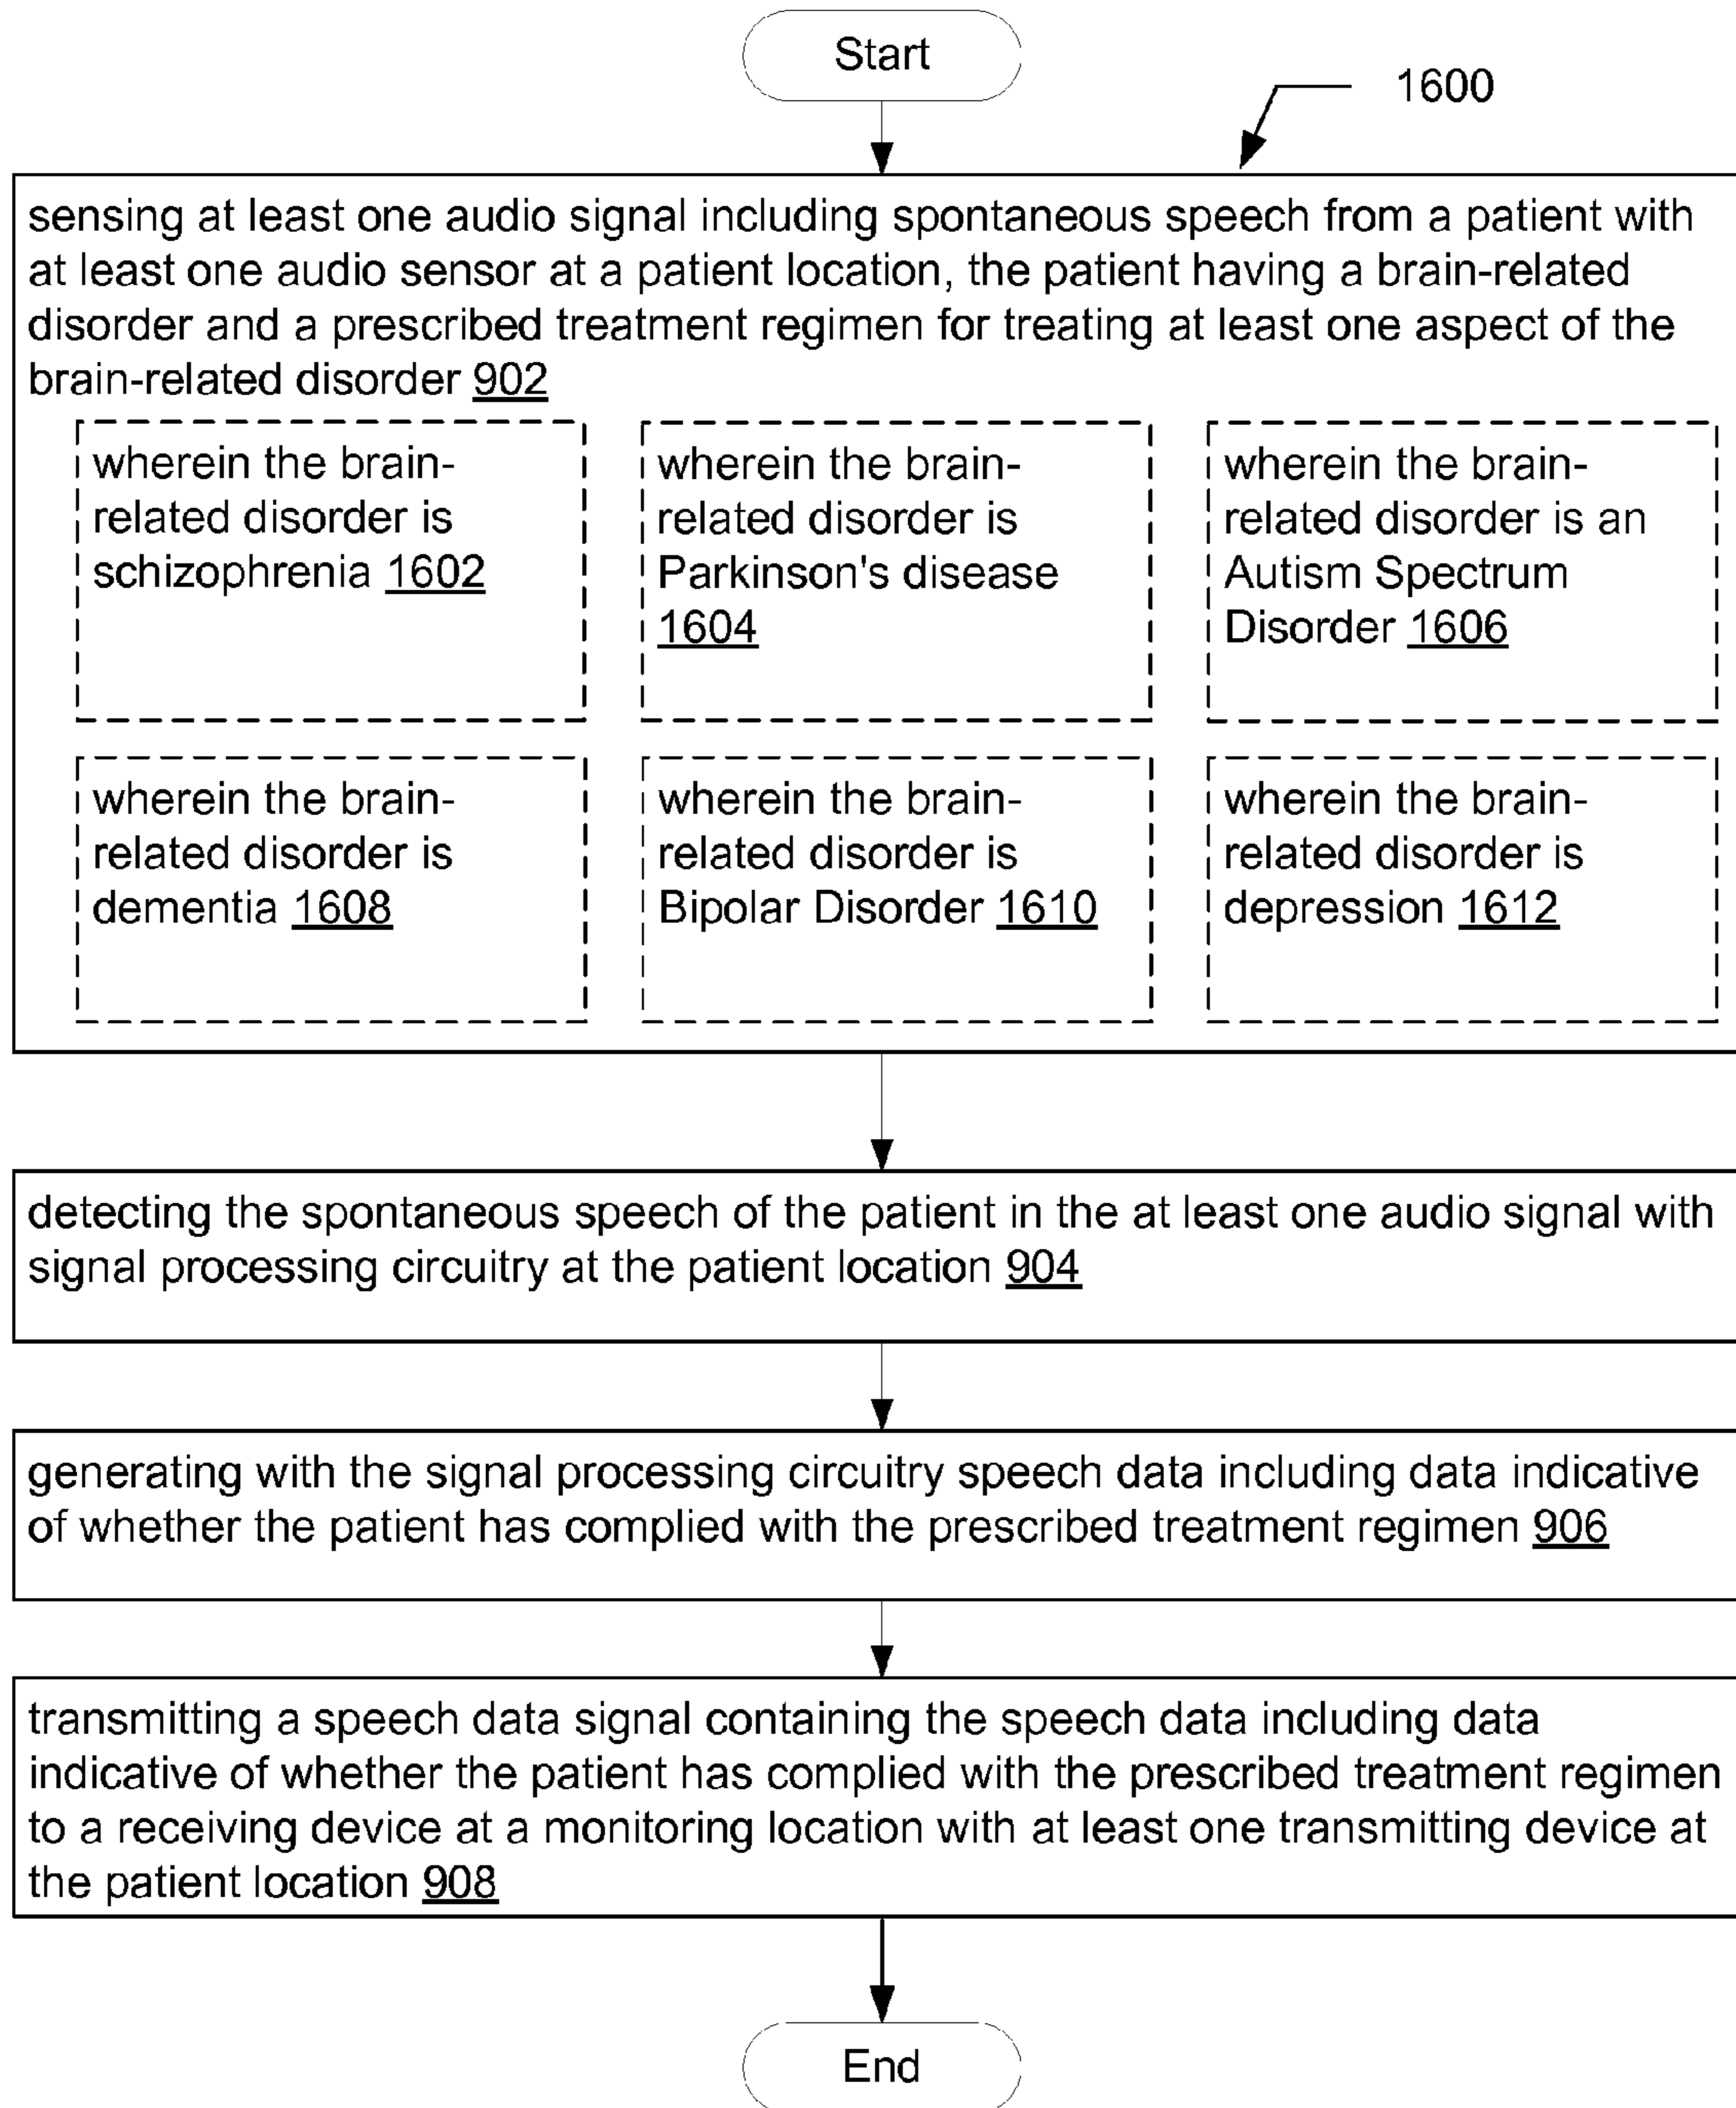 Start
1600
sensing at least one audio signal including spontaneous speech from a patient with
at least one audio sensor at a patient location, the patient having a brain-related
disorder and a prescribed treatment regimen for treating at least one aspect of the
brain-related disorder 902
wherein the brain-
related disorder is
schizophrenia 1602
wherein the brain-
related disorder is
Parkinson's disease
1604
wherein the brain-
related disorder is an
Autism Spectrum
Disorder 1606
wherein the brain-
related disorder is
dementia 1608
wherein the brain-
related disorder is
Bipolar Disorder 1610
wherein the brain-
related disorder is
depression 1612
detecting the spontaneous speech of the patient in the at least one audio signal with
signal processing circuitry at the patient location 904
generating with the signal processing circuitry speech data including data indicative
of whether the patient has complied with the prescribed treatment regimen 906
transmitting a speech data signal containing the speech data including data
indicative of whether the patient has complied with the prescribed treatment regimen
to a receiving device at a monitoring location with at least one transmitting device at
the patient location 908
End